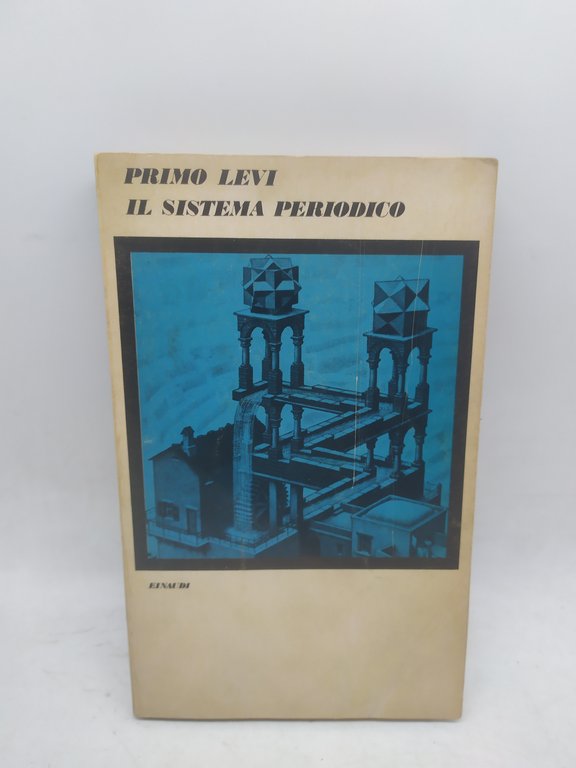 PRIMO LEVI
IL SISTEMA PERIODICO
EINAUDI